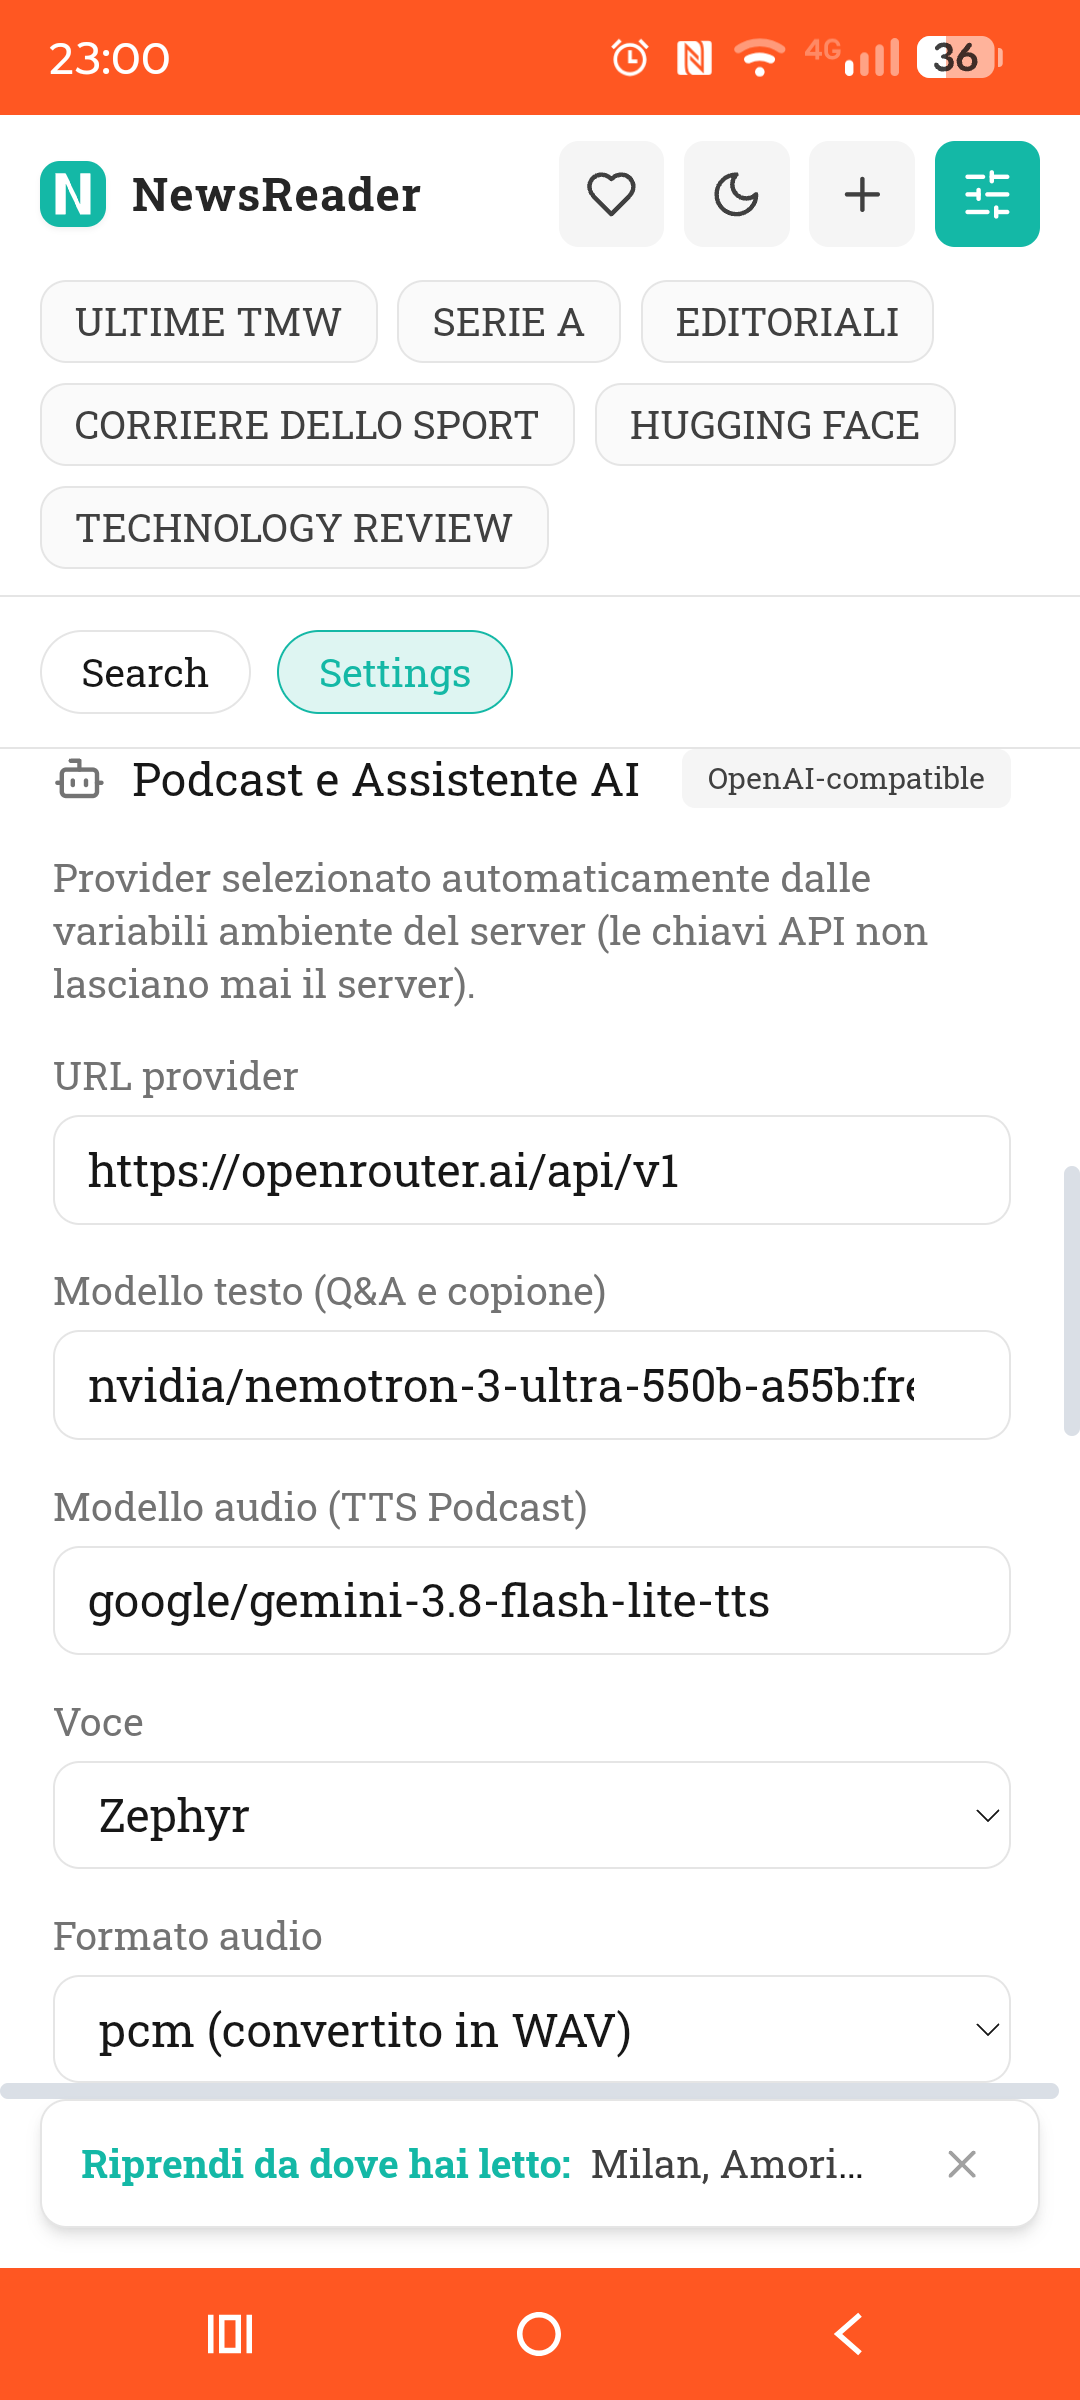 23:00
4G
36
N NewsReader
ULTIME TMW
SERIE A
EDITORIALI
CORRIERE DELLO SPORT
HUGGING FACE
TECHNOLOGY REVIEW
Search
Settings
Podcast e Assistente AI
OpenAI-compatible
Provider selezionato automaticamente dalle
variabili ambiente del server (le chiavi API non
lasciano mai il server).
URL provider
https://openrouter.ai/api/v1
Modello testo (Q&A e copione)
nvidia/nemotron-3-ultra-550b-a55b:fre
Modello audio (TTS Podcast)
google/gemini-3.8-flash-lite-tts
Voce
Zephyr
Formato audio
pcm (convertito in WAV)
Riprendi da dove hai letto: Milan, Amori...